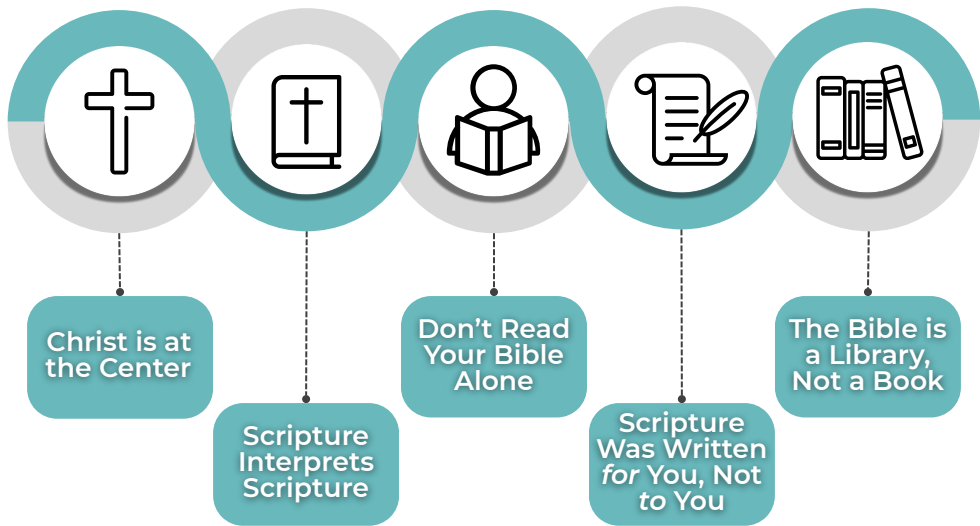 Christ is at
the Center
Scripture
Interprets
Scripture
Don’t Read
Your Bible
Alone
Scripture
Was Written
for You, Not
to You
The Bible is
a Library,
Not a Book